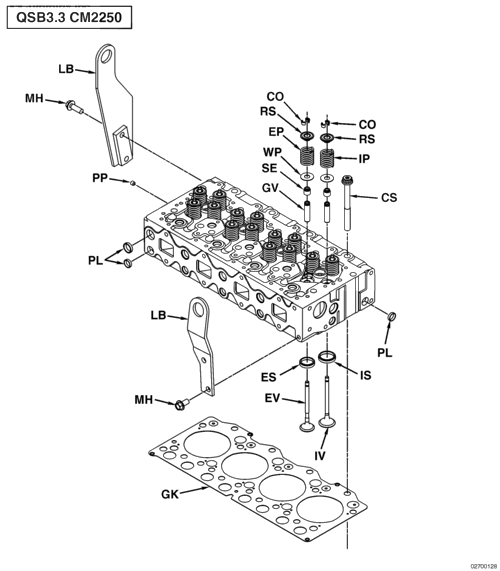 QSB3.3 CM2250
LB
MH
CO
CO
RS
RS
EP
IP
WP
SE
GV
CS
PP
PL
LB
PL
ES
IS
MH
EV
IV
GK
02700128